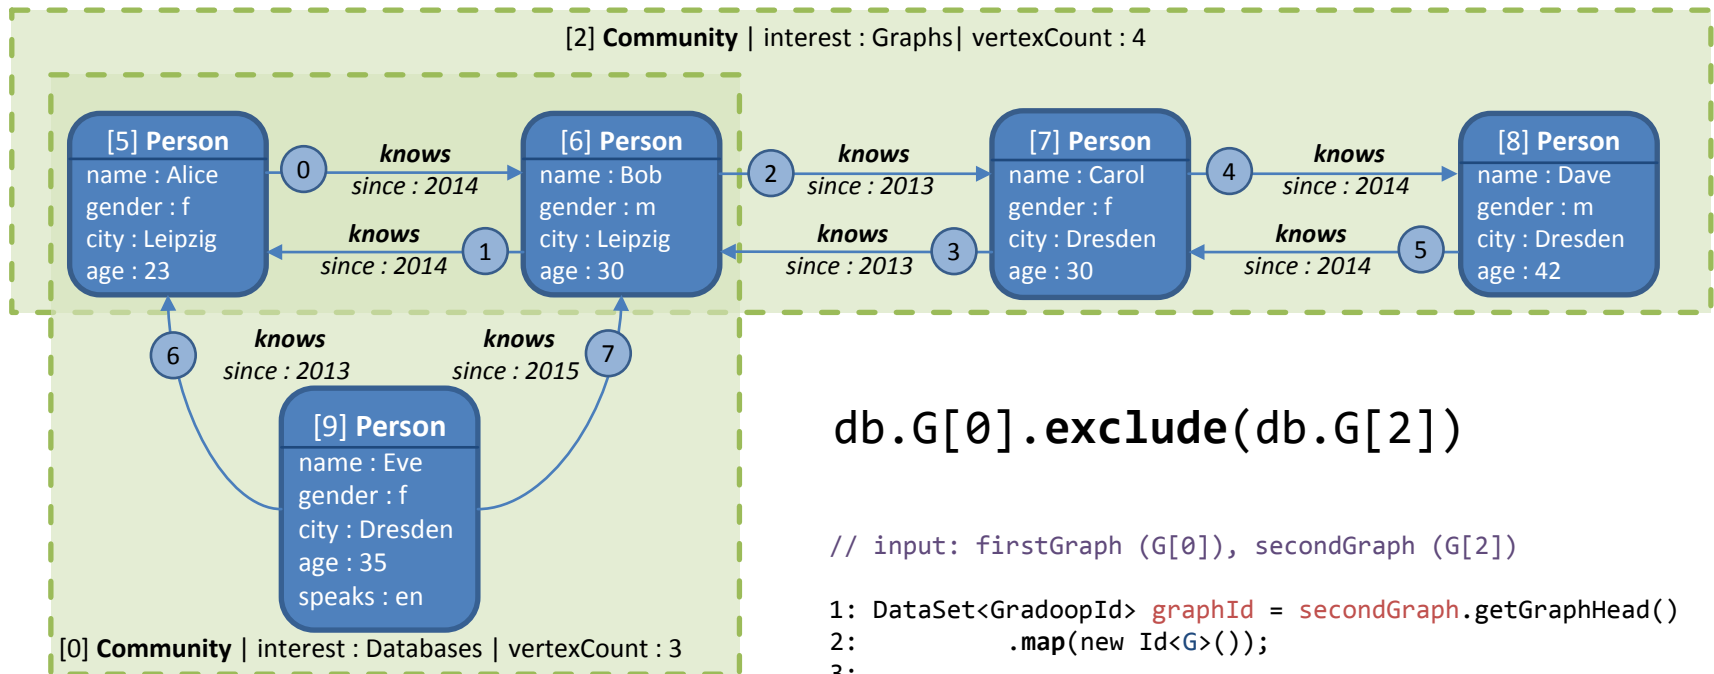 [2] Community | interest : Graphs| vertexCount : 4
[5] Person
name : Alice
gender : f
city : Leipzig
age : 23
0
knows
since : 2014
knows
since : 2014
1
[6] Person
name : Bob
gender : m
city : Leipzig
age : 30
2
knows
since : 2013
knows
since : 2013
3
[7] Person
name : Carol
gender : f
city : Dresden
age : 30
4
knows
since : 2014
knows
since : 2014
5
[8] Person
name : Dave
gender : m
city : Dresden
age : 42
6
knows
since : 2013
knows
since : 2015
7
[9] Person
name : Eve
gender : f
city : Dresden
age : 35
speaks : en
[0] Community | interest : Databases | vertexCount : 3
db.G[0].exclude(db.G[2])
// input: firstGraph (G[0]), secondGraph (G[2])
1: DataSet<GradoopId> graphId = secondGraph.getGraphHead()
2: .map(new Id<G>());
3: